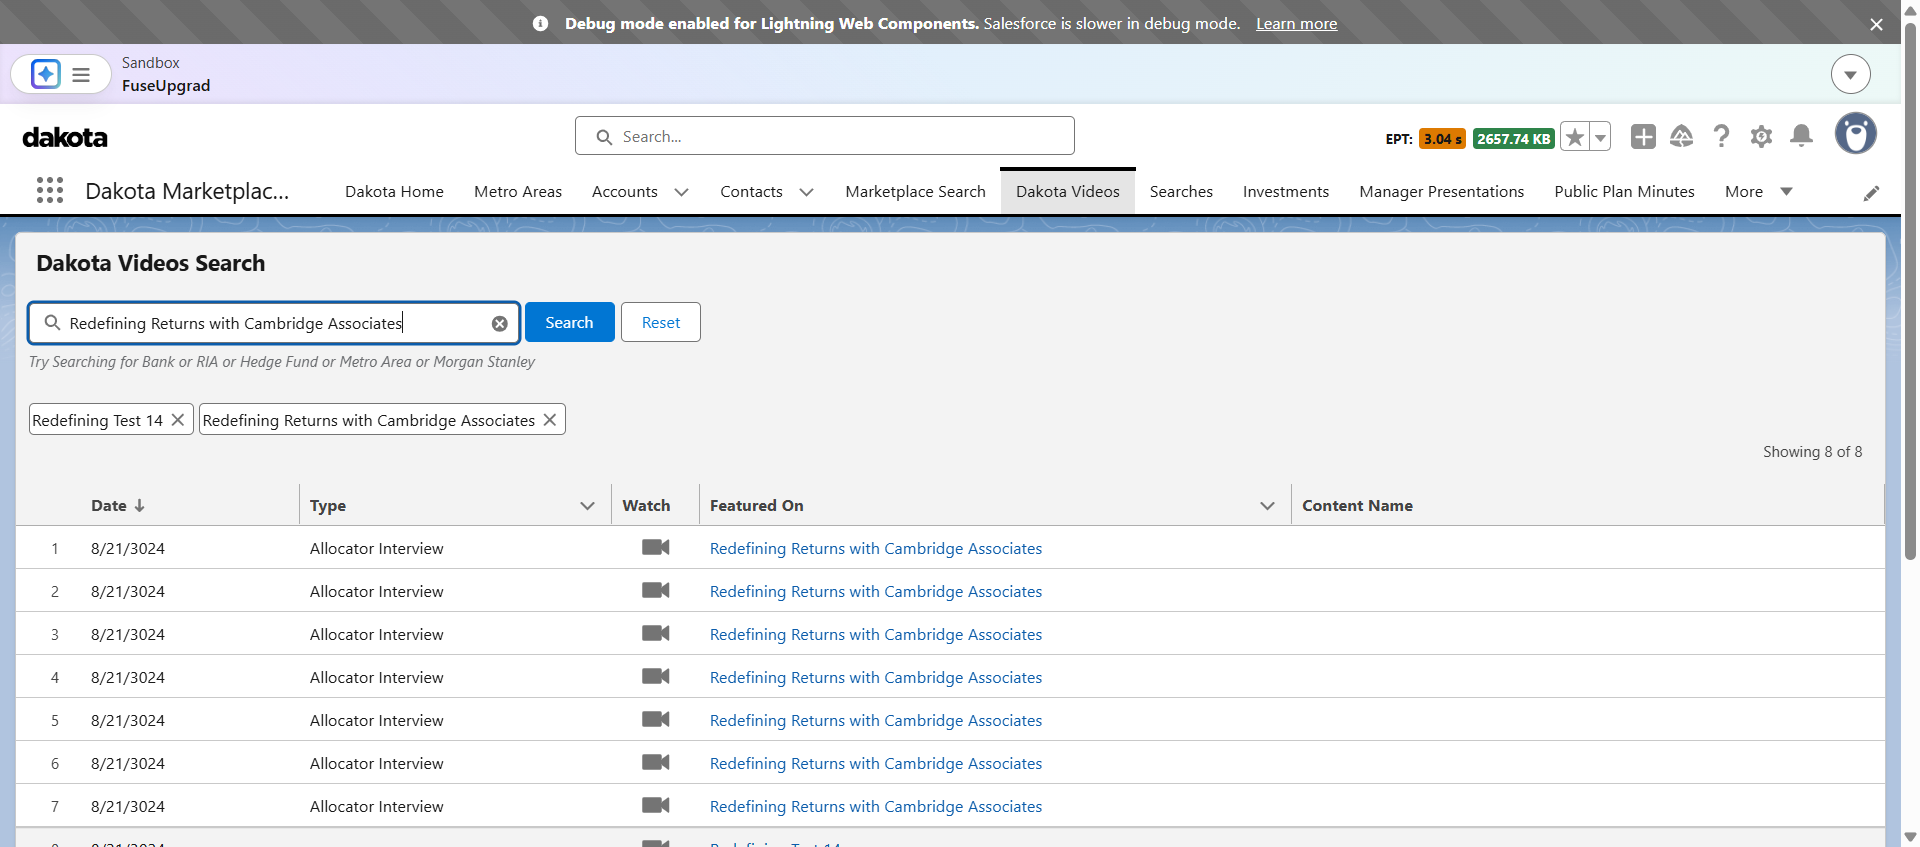 Debug mode enabled for Lightning Web Components. Salesforce is slower in debug mode. Learn more
Sandbox
FuseUpgrad
dakota
Search...
EPT: 3.04 s 2657.74 KB
Dakota Marketplac... Dakota Home Metro Areas Accounts Contacts Marketplace Search Dakota Videos Searches Investments Manager Presentations Public Plan Minutes More
Dakota Videos Search
Redefining Returns with Cambridge Associates Search Reset
Try Searching for Bank or RIA or Hedge Fund or Metro Area or Morgan Stanley
Redefining Test 14 Redefining Returns with Cambridge Associates
Showing 8 of 8
Date Type Watch Featured On Content Name
1 8/21/3024 Allocator Interview Redefining Returns with Cambridge Associates
2 8/21/3024 Allocator Interview Redefining Returns with Cambridge Associates
3 8/21/3024 Allocator Interview Redefining Returns with Cambridge Associates
4 8/21/3024 Allocator Interview Redefining Returns with Cambridge Associates
5 8/21/3024 Allocator Interview Redefining Returns with Cambridge Associates
6 8/21/3024 Allocator Interview Redefining Returns with Cambridge Associates
7 8/21/3024 Allocator Interview Redefining Returns with Cambridge Associates
8 8/21/3024 Redefining Test 14